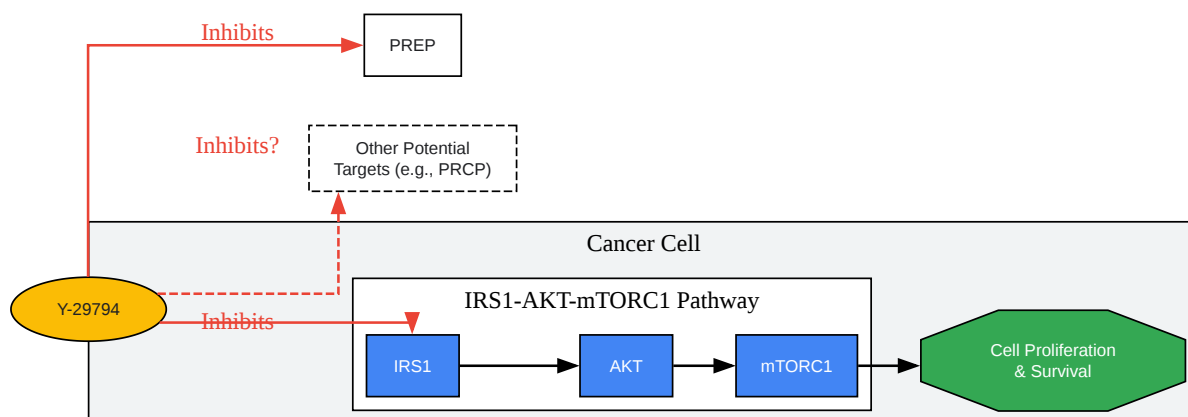 Inhibits
PREP
Inhibits?
Other Potential
Targets (e.g., PRCP)
Cancer Cell
IRS1-AKT-mTORC1 Pathway
Y-29794
Inhibits
IRS1
AKT
mTORC1
Cell Proliferation
& Survival